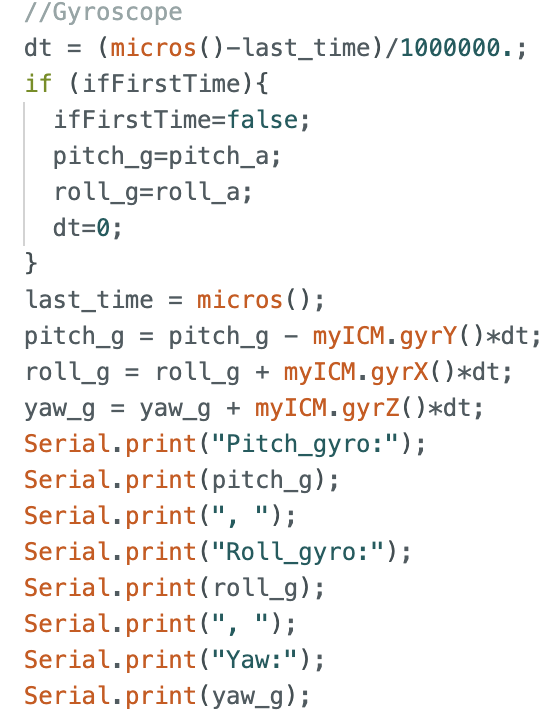 //Gyroscope
dt = (micros()-last_time)/1000000.;
if (ifFirstTime){
  ifFirstTime=false;
  pitch_g=pitch_a;
  roll_g=roll_a;
  dt=0;
}
last_time = micros();
pitch_g = pitch_g - myICM.gyrY()*dt;
roll_g = roll_g + myICM.gyrX()*dt;
yaw_g = yaw_g + myICM.gyrZ()*dt;
Serial.print("Pitch_gyro:");
Serial.print(pitch_g);
Serial.print(", ");
Serial.print("Roll_gyro:");
Serial.print(roll_g);
Serial.print(", ");
Serial.print("Yaw:");
Serial.print(yaw_g);